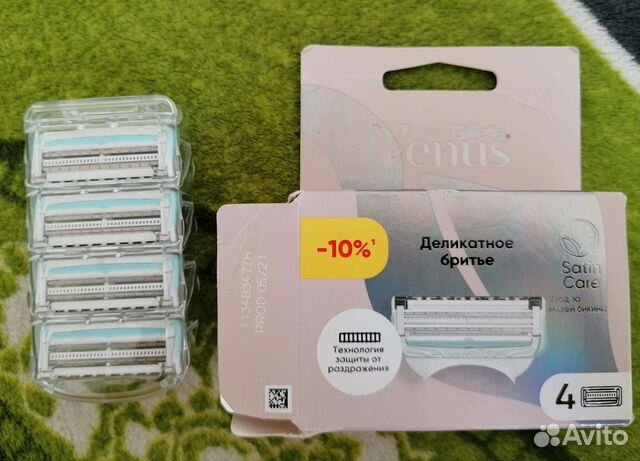 Gillette®
Venus
-10%¹
Деликатное
бритье
Satin
Care
Уход за
зоной бикини
Технология
защиты от
раздражения
PROD 05/21
4
Avito